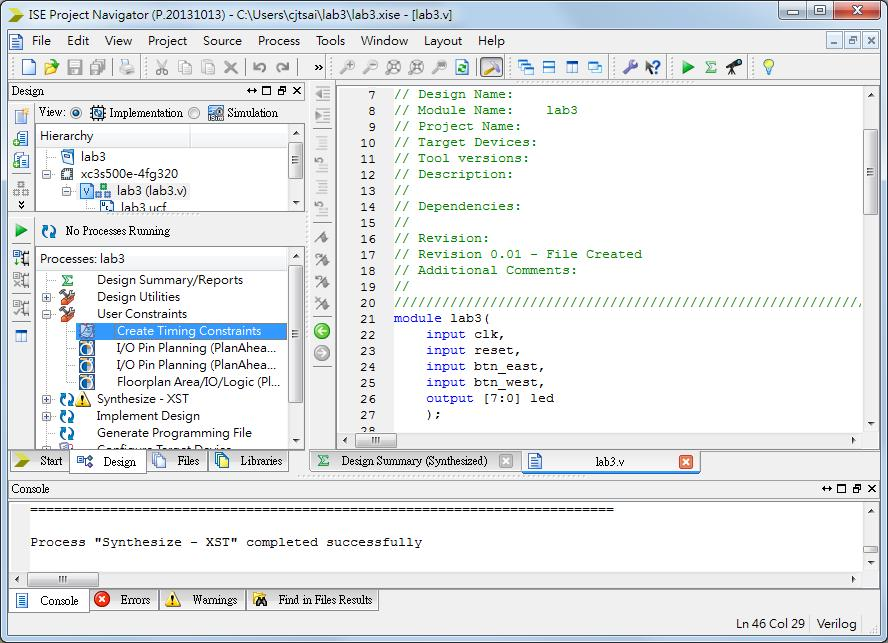 ISE Project Navigator (P.20131013) - C:\Users\cjtsai\lab3\lab3.xise - [lab3.v]
File Edit View Project Source Process Tools Window Layout Help
Design
View: Implementation Simulation
Hierarchy
lab3
xc3s500e-4fg320
lab3 (lab3.v)
lab3.ucf
No Processes Running
Processes: lab3
Design Summary/Reports
Design Utilities
User Constraints
Create Timing Constraints
I/O Pin Planning (PlanAhea...
I/O Pin Planning (PlanAhea...
Floorplan Area/IO/Logic (Pl...
Synthesize - XST
Implement Design
Generate Programming File
Configure Target Device
Start Design Files Libraries
7 // Design Name:
8 // Module Name: lab3
9 // Project Name:
10 // Target Devices:
11 // Tool versions:
12 // Description:
13 //
14 // Dependencies:
15 //
16 // Revision:
17 // Revision 0.01 - File Created
18 // Additional Comments:
19 //
20 ///////////////////////////////////////////////////////////
21 module lab3(
22 input clk,
23 input reset,
24 input btn_east,
25 input btn_west,
26 output [7:0] led
27 );
28
Design Summary (Synthesized) lab3.v
Console
=========================================================================
Process "Synthesize - XST" completed successfully
Console Errors Warnings Find in Files Results
Ln 46 Col 29 Verilog